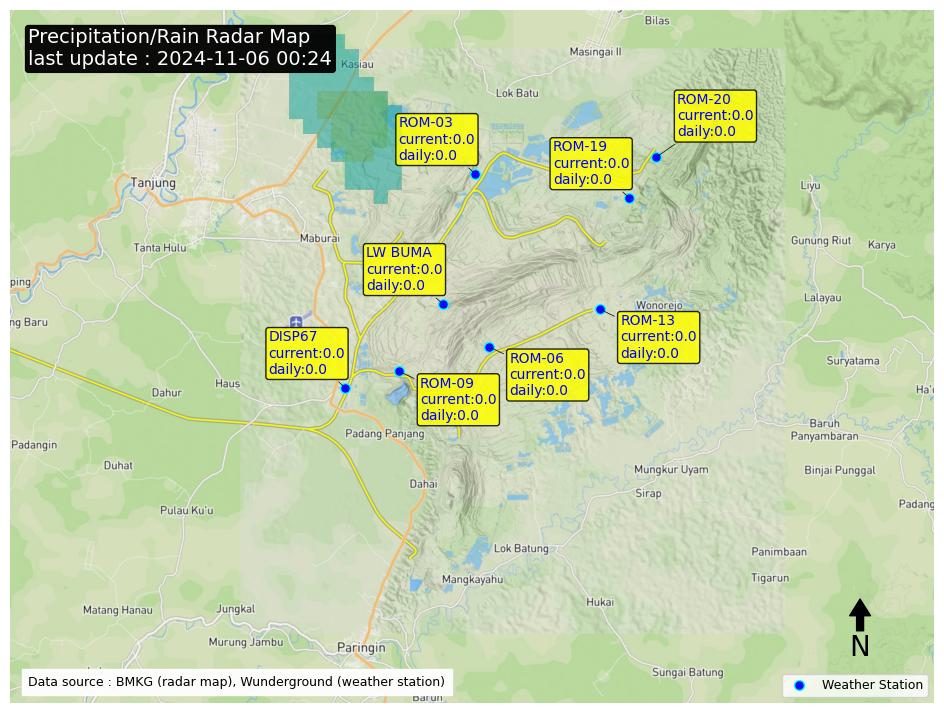 Precipitation/Rain Radar Map
last update : 2024-11-06 00:24
Bilas
Masingai II
Kasiau
Lok Batu
ROM-20
current:0.0
daily:0.0
ROM-03
current:0.0
daily:0.0
ROM-19
current:0.0
daily:0.0
Tanjung
Liyu
Maburai
Tanta Hulu
Gunung Riut
Karya
LW BUMA
current:0.0
daily:0.0
ping
Lalayau
Wonorejo
ng Baru
ROM-13
current:0.0
daily:0.0
DISP67
current:0.0
daily:0.0
ROM-06
current:0.0
daily:0.0
Suryatama
ROM-09
current:0.0
daily:0.0
Haus
Dahur
Ha'o
Baruh
Panyambaran
Padang Panjang
Padangin
Duhat
Mungkur Uyam
Binjai Punggal
Dahai
Sirap
Padang
Pulau Ku'u
Lok Batung
Panimbaan
Mangkayahu
Tigarun
Hukai
Matang Hanau
Jungkal
Murung Jambu
Paringin
N
Sungai Batung
Data source : BMKG (radar map), Wunderground (weather station)
Weather Station
Barun